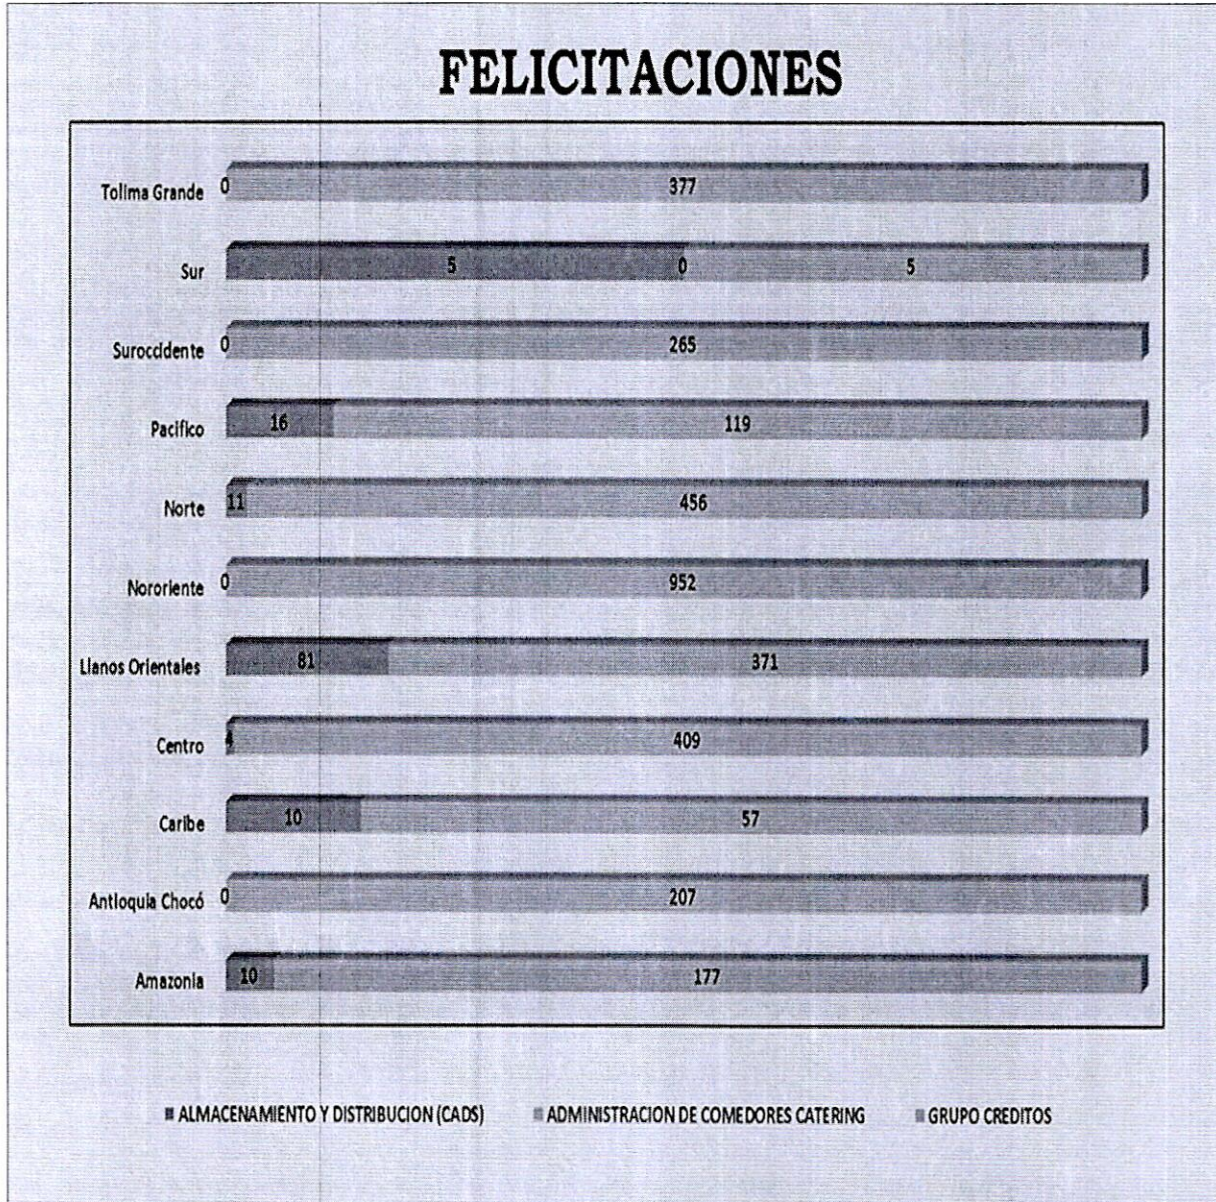 FELICITACIONES
Tolima Grande 0 377
Sur 5 0 5
Suroccidente 0 265
Pacifico 16 119
Norte 11 456
Nororiente 0 952
Llanos Orientales 81 371
Centro 4 409
Caribe 10 57
Antioquia Chocó 0 207
Amazonia 10 177
ALMACENAMIENTO Y DISTRIBUCION (CADS) ADMINISTRACION DE COMEDORES CATERING GRUPO CREDITOS